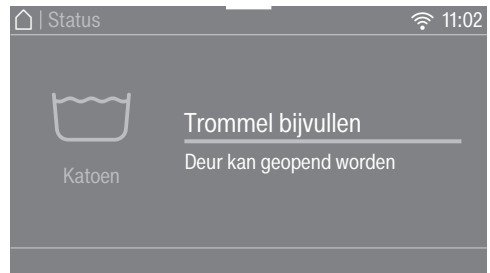 | Status 11:02
Trommel bijvullen
Deur kan geopend worden
Katoen